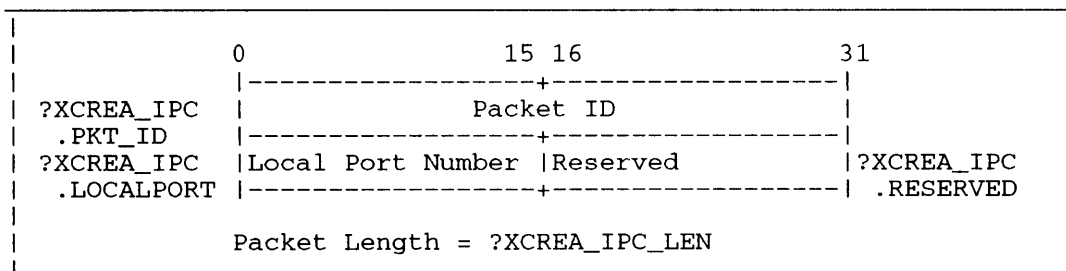 0 15 16 31
?XCREA_IPC | Packet ID |
.PKT_ID
?XCREA_IPC |Local Port Number |Reserved |?XCREA_IPC
.LOCALPORT .RESERVED
Packet Length = ?XCREA_IPC_LEN